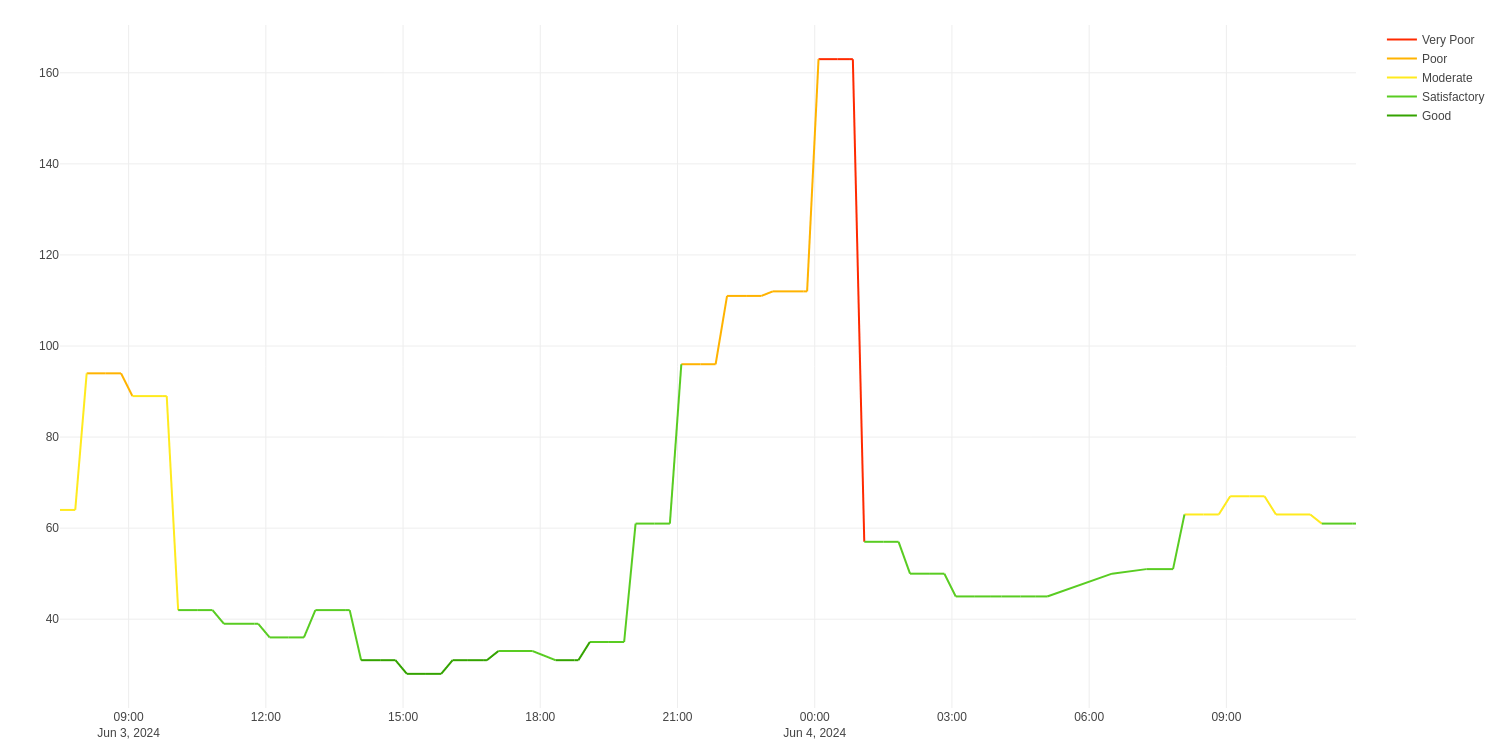 160
140
120
100
80
60
40
09:00
Jun 3, 2024
12:00
15:00
18:00
21:00
00:00
Jun 4, 2024
03:00
06:00
09:00
Very Poor
Poor
Moderate
Satisfactory
Good